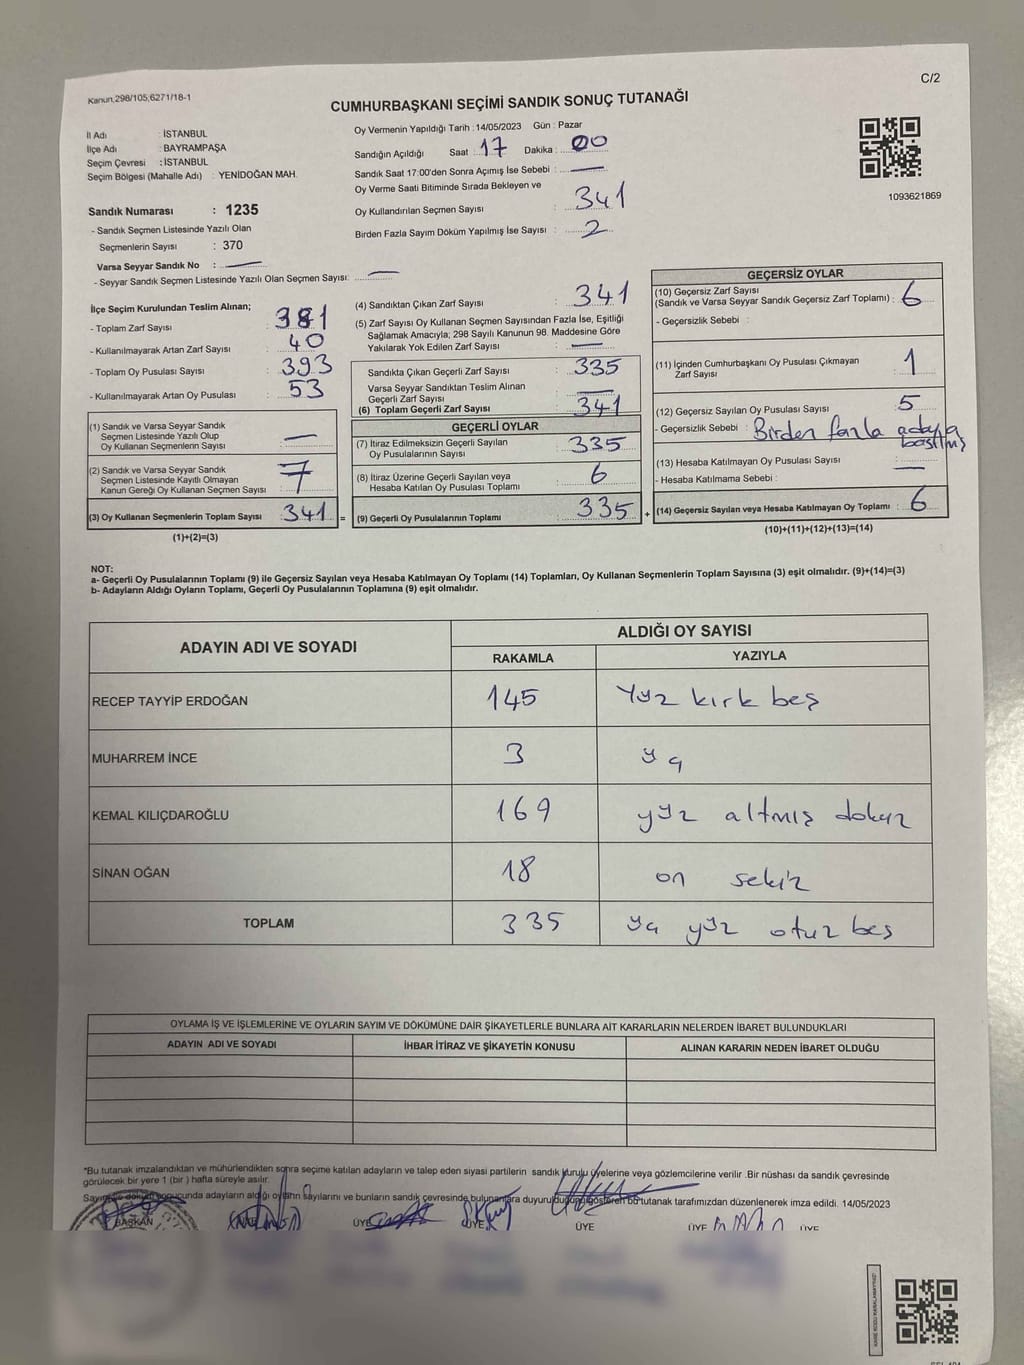 C/2
Kanun,298/105,6271/18-1
CUMHURBAŞKANI SEÇİMİ SANDIK SONUÇ TUTANAĞI
İl Adı : İSTANBUL
İlçe Adı : BAYRAMPAŞA
Seçim Çevresi : İSTANBUL
Seçim Bölgesi (Mahalle Adı) : YENİDOĞAN MAH.
Sandık Numarası : 1235
- Sandık Seçmen Listesinde Yazılı Olan
Seçmenlerin Sayısı : 370
Varsa Seyyar Sandık No :
- Seyyar Sandık Seçmen Listesinde Yazılı Olan Seçmen Sayısı:
Oy Vermenin Yapıldığı Tarih : 14/05/2023 Gün : Pazar
Sandığın Açıldığı Saat : 17 Dakika : 00
Sandık Saat 17:00'den Sonra Açımış İse Sebebi :
Oy Verme Saati Bitiminde Sırada Bekleyen ve
Oy Kullandırılan Seçmen Sayısı : 341
Birden Fazla Sayım Döküm Yapılmış İse Sayısı : 2
1093621869
İlçe Seçim Kurulundan Teslim Alınan;
- Toplam Zarf Sayısı : 381
- Kullanılmayarak Artan Zarf Sayısı : 40
- Toplam Oy Pusulası Sayısı : 393
- Kullanılmayarak Artan Oy Pusulası : 53
(1) Sandık ve Varsa Seyyar Sandık
Seçmen Listesinde Yazılı Olup
Oy Kullanan Seçmenlerin Sayısı :
(2) Sandık ve Varsa Seyyar Sandık
Seçmen Listesinde Kayıtlı Olmayan
Kanun Gereği Oy Kullanan Seçmen Sayısı : 7
(3) Oy Kullanan Seçmenlerin Toplam Sayısı : 341 =
(1)+(2)=(3)
(4) Sandıktan Çıkan Zarf Sayısı : 341
(5) Zarf Sayısı Oy Kullanan Seçmen Sayısından Fazla İse, Eşitliği
Sağlamak Amacıyla; 298 Sayılı Kanunun 98. Maddesine Göre
Yakılarak Yok Edilen Zarf Sayısı :
Sandıkta Çıkan Geçerli Zarf Sayısı : 335
Varsa Seyyar Sandıktan Teslim Alınan
Geçerli Zarf Sayısı :
(6) Toplam Geçerli Zarf Sayısı : 341
GEÇERLİ OYLAR
(7) İtiraz Edilmeksizin Geçerli Sayılan
Oy Pusulalarının Sayısı : 335
(8) İtiraz Üzerine Geçerli Sayılan veya
Hesaba Katılan Oy Pusulası Toplamı : 6
(9) Geçerli Oy Pusulalarının Toplamı : 335 +
GEÇERSİZ OYLAR
(10) Geçersiz Zarf Sayısı
(Sandık ve Varsa Seyyar Sandık Geçersiz Zarf Toplamı) : 6
- Geçersizlik Sebebi :
(11) İçinden Cumhurbaşkanı Oy Pusulası Çıkmayan
Zarf Sayısı : 1
(12) Geçersiz Sayılan Oy Pusulası Sayısı : 5
- Geçersizlik Sebebi : Birden fazla adaya
basılmış
(13) Hesaba Katılmayan Oy Pusulası Sayısı :
- Hesaba Katılmama Sebebi :
(14) Geçersiz Sayılan veya Hesaba Katılmayan Oy Toplamı : 6
(10)+(11)+(12)+(13)=(14)
NOT:
a- Geçerli Oy Pusulalarının Toplamı (9) ile Geçersiz Sayılan veya Hesaba Katılmayan Oy Toplamı (14) Toplamları, Oy Kullanan Seçmenlerin Toplam Sayısına (3) eşit olmalıdır. (9)+(14)=(3)
b- Adayların Aldığı Oyların Toplamı, Geçerli Oy Pusulalarının Toplamına (9) eşit olmalıdır.
ADAYIN ADI VE SOYADI
ALDIĞI OY SAYISI
RAKAMLA YAZIYLA
RECEP TAYYİP ERDOĞAN 145 Yüz kırk beş
MUHARREM İNCE 3 üç
KEMAL KILIÇDAROĞLU 169 yüz altmış dokuz
SİNAN OĞAN 18 on sekiz
TOPLAM 335 üç yüz otuz beş
OYLAMA İŞ VE İŞLEMLERİNE VE OYLARIN SAYIM VE DÖKÜMÜNE DAİR ŞİKAYETLERLE BUNLARA AİT KARARLARIN NELERDEN İBARET BULUNDUKLARI
ADAYIN ADI VE SOYADI İHBAR İTİRAZ VE ŞİKAYETİN KONUSU ALINAN KARARIN NEDEN İBARET OLDUĞU
*Bu tutanak imzalandıktan ve mühürlendikten sonra seçime katılan adayların ve talep eden siyasi partilerin sandık kurulu üyelerine veya gözlemcilerine verilir .Bir nüshası da sandık çevresinde
görülecek bir yere 1 (bir ) hafta süreyle asılır.
Sayım ve döküm sonucunda adayların aldığı oyların sayılarını ve bunların sandık çevresinde bulunanlara duyurulduğunu gösteren bu tutanak tarafımızdan düzenlenerek imza edildi. 14/05/2023
BAŞKAN ÜYE ÜYE ÜYE ÜYE ÜYE